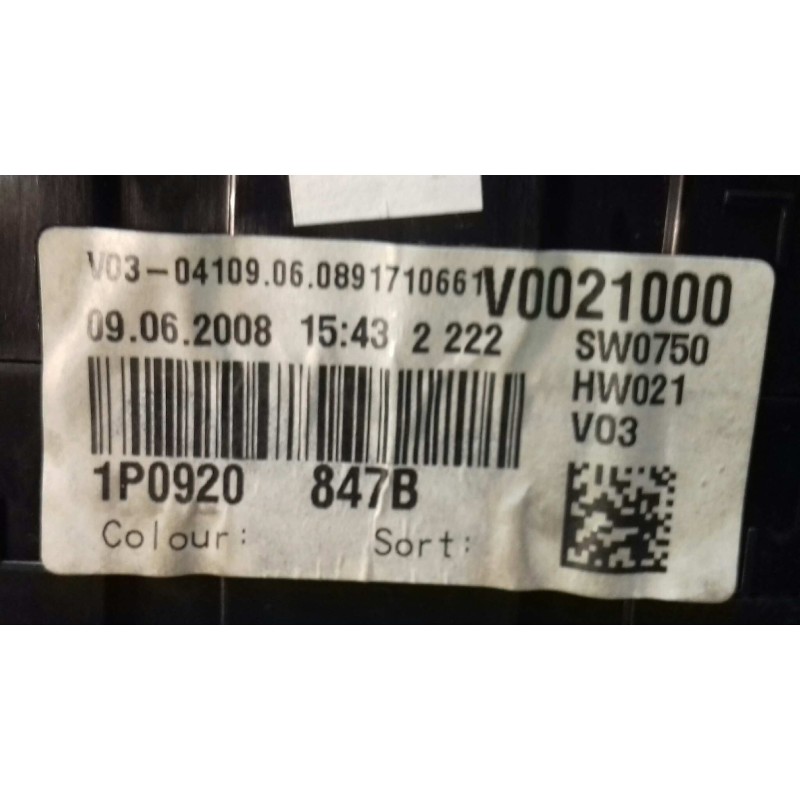 V03-04109.06.0891710661 V0021000
09.06.2008 15:43 2 222 SW0750
HW021
V03
1P0920 847B
Colour: Sort: